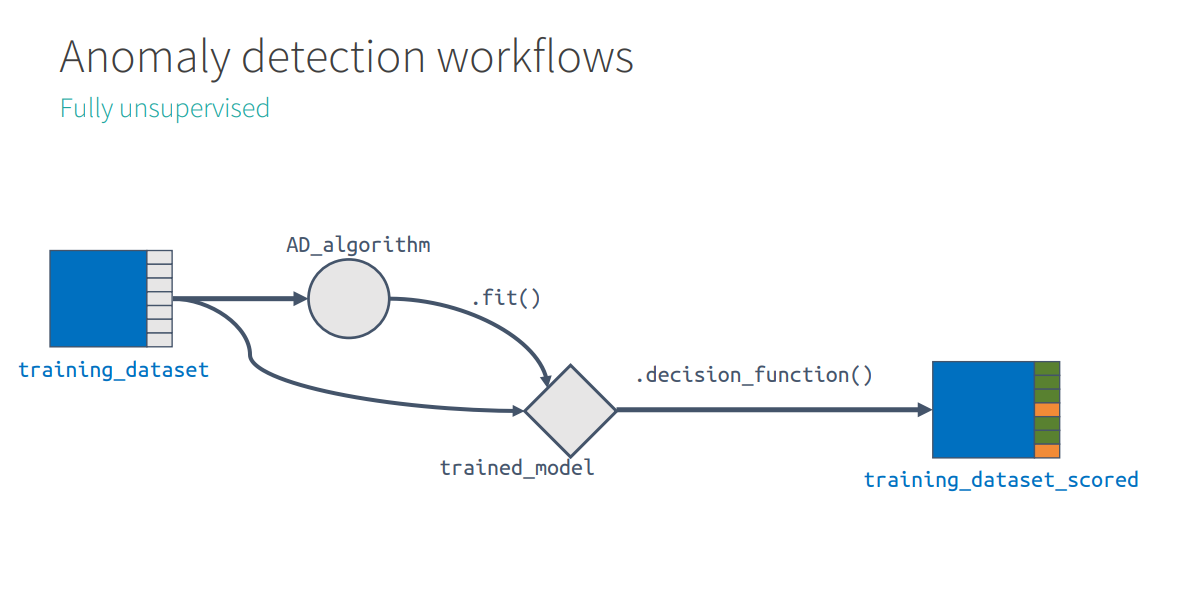 Anomaly detection workflows
Fully unsupervised
AD_algorithm
.fit()
training_dataset
.decision_function()
trained_model
training_dataset_scored